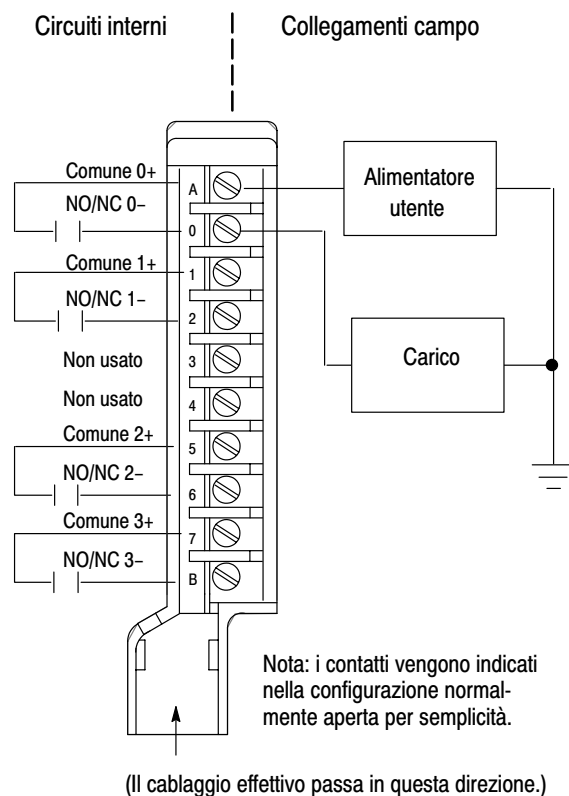 Circuiti interni
Collegamenti campo
Comune 0+
A
NO/NC 0–
0
Comune 1+
1
NO/NC 1–
2
Non usato
3
Non usato
4
Comune 2+
5
NO/NC 2–
6
Comune 3+
7
NO/NC 3–
B
Alimentatore
utente
Carico
Nota: i contatti vengono indicati
nella configurazione normal-
mente aperta per semplicità.
(Il cablaggio effettivo passa in questa direzione.)